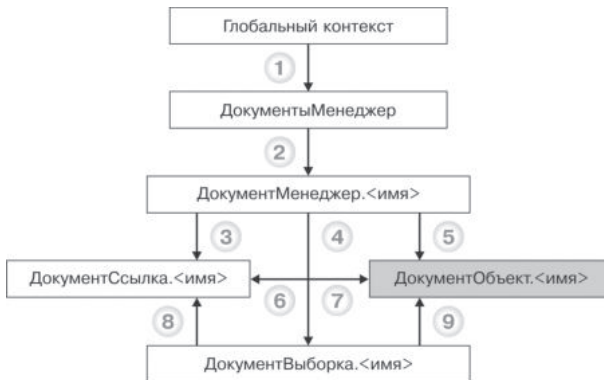 Глобальный контекст
1
ДокументыМенеджер
2
ДокументМенеджер.<имя>
3 4 5
ДокументСсылка.<имя> ДокументОбъект.<имя>
6 7
8 9
ДокументВыборка.<имя>